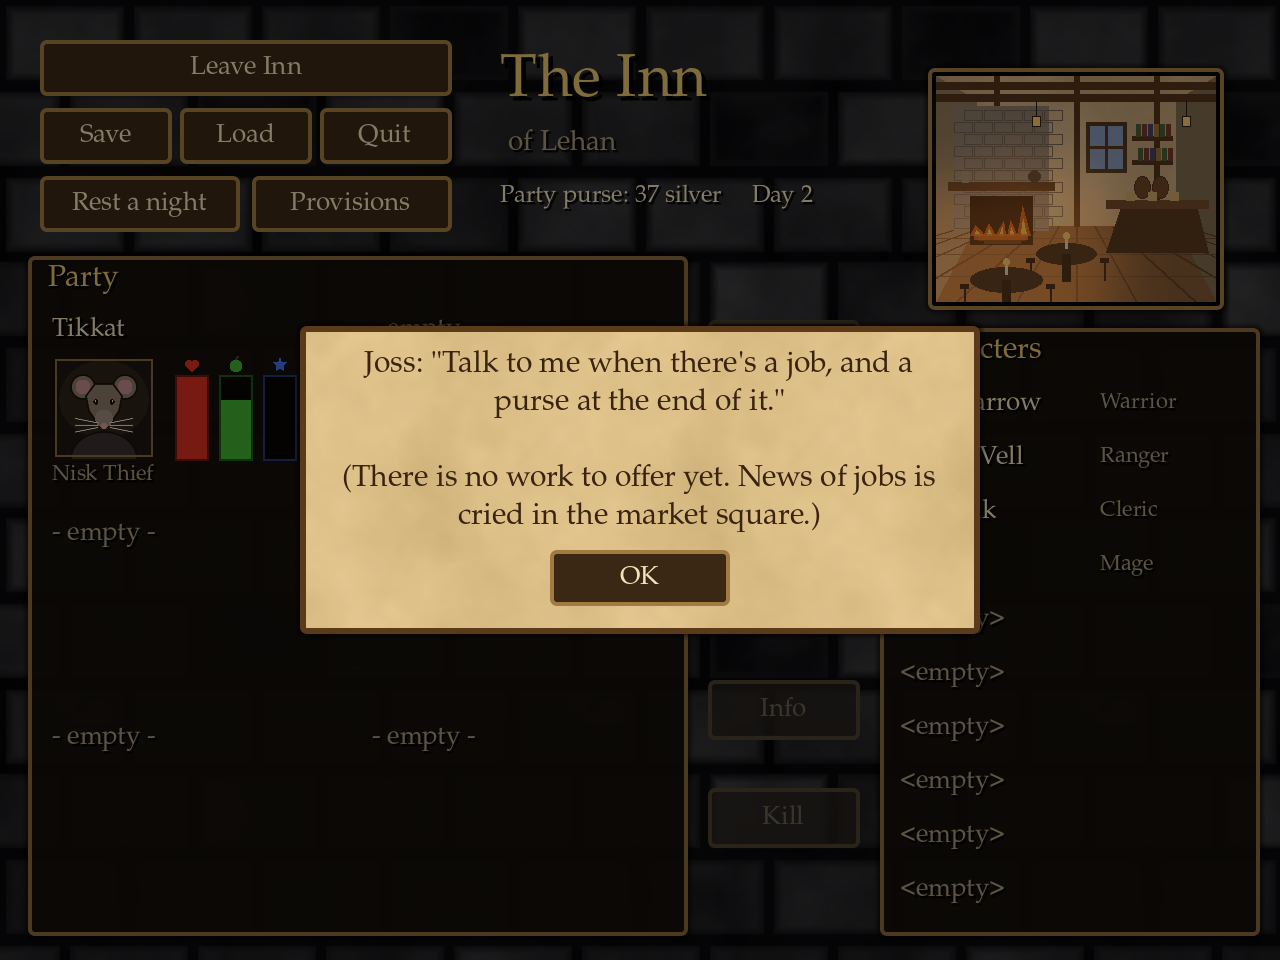 Leave Inn
Save
Load
Quit
Rest a night
Provisions
The Inn
of Lehan
Party purse: 37 silver
Day 2
Party
Tikkat
Nisk Thief
- empty -
- empty -
- empty -
Joss: "Talk to me when there's a job, and a
purse at the end of it."
(There is no work to offer yet. News of jobs is
cried in the market square.)
OK
Info
Kill
Warrior
Vell
Ranger
Cleric
Mage
<empty>
<empty>
<empty>
<empty>
<empty>